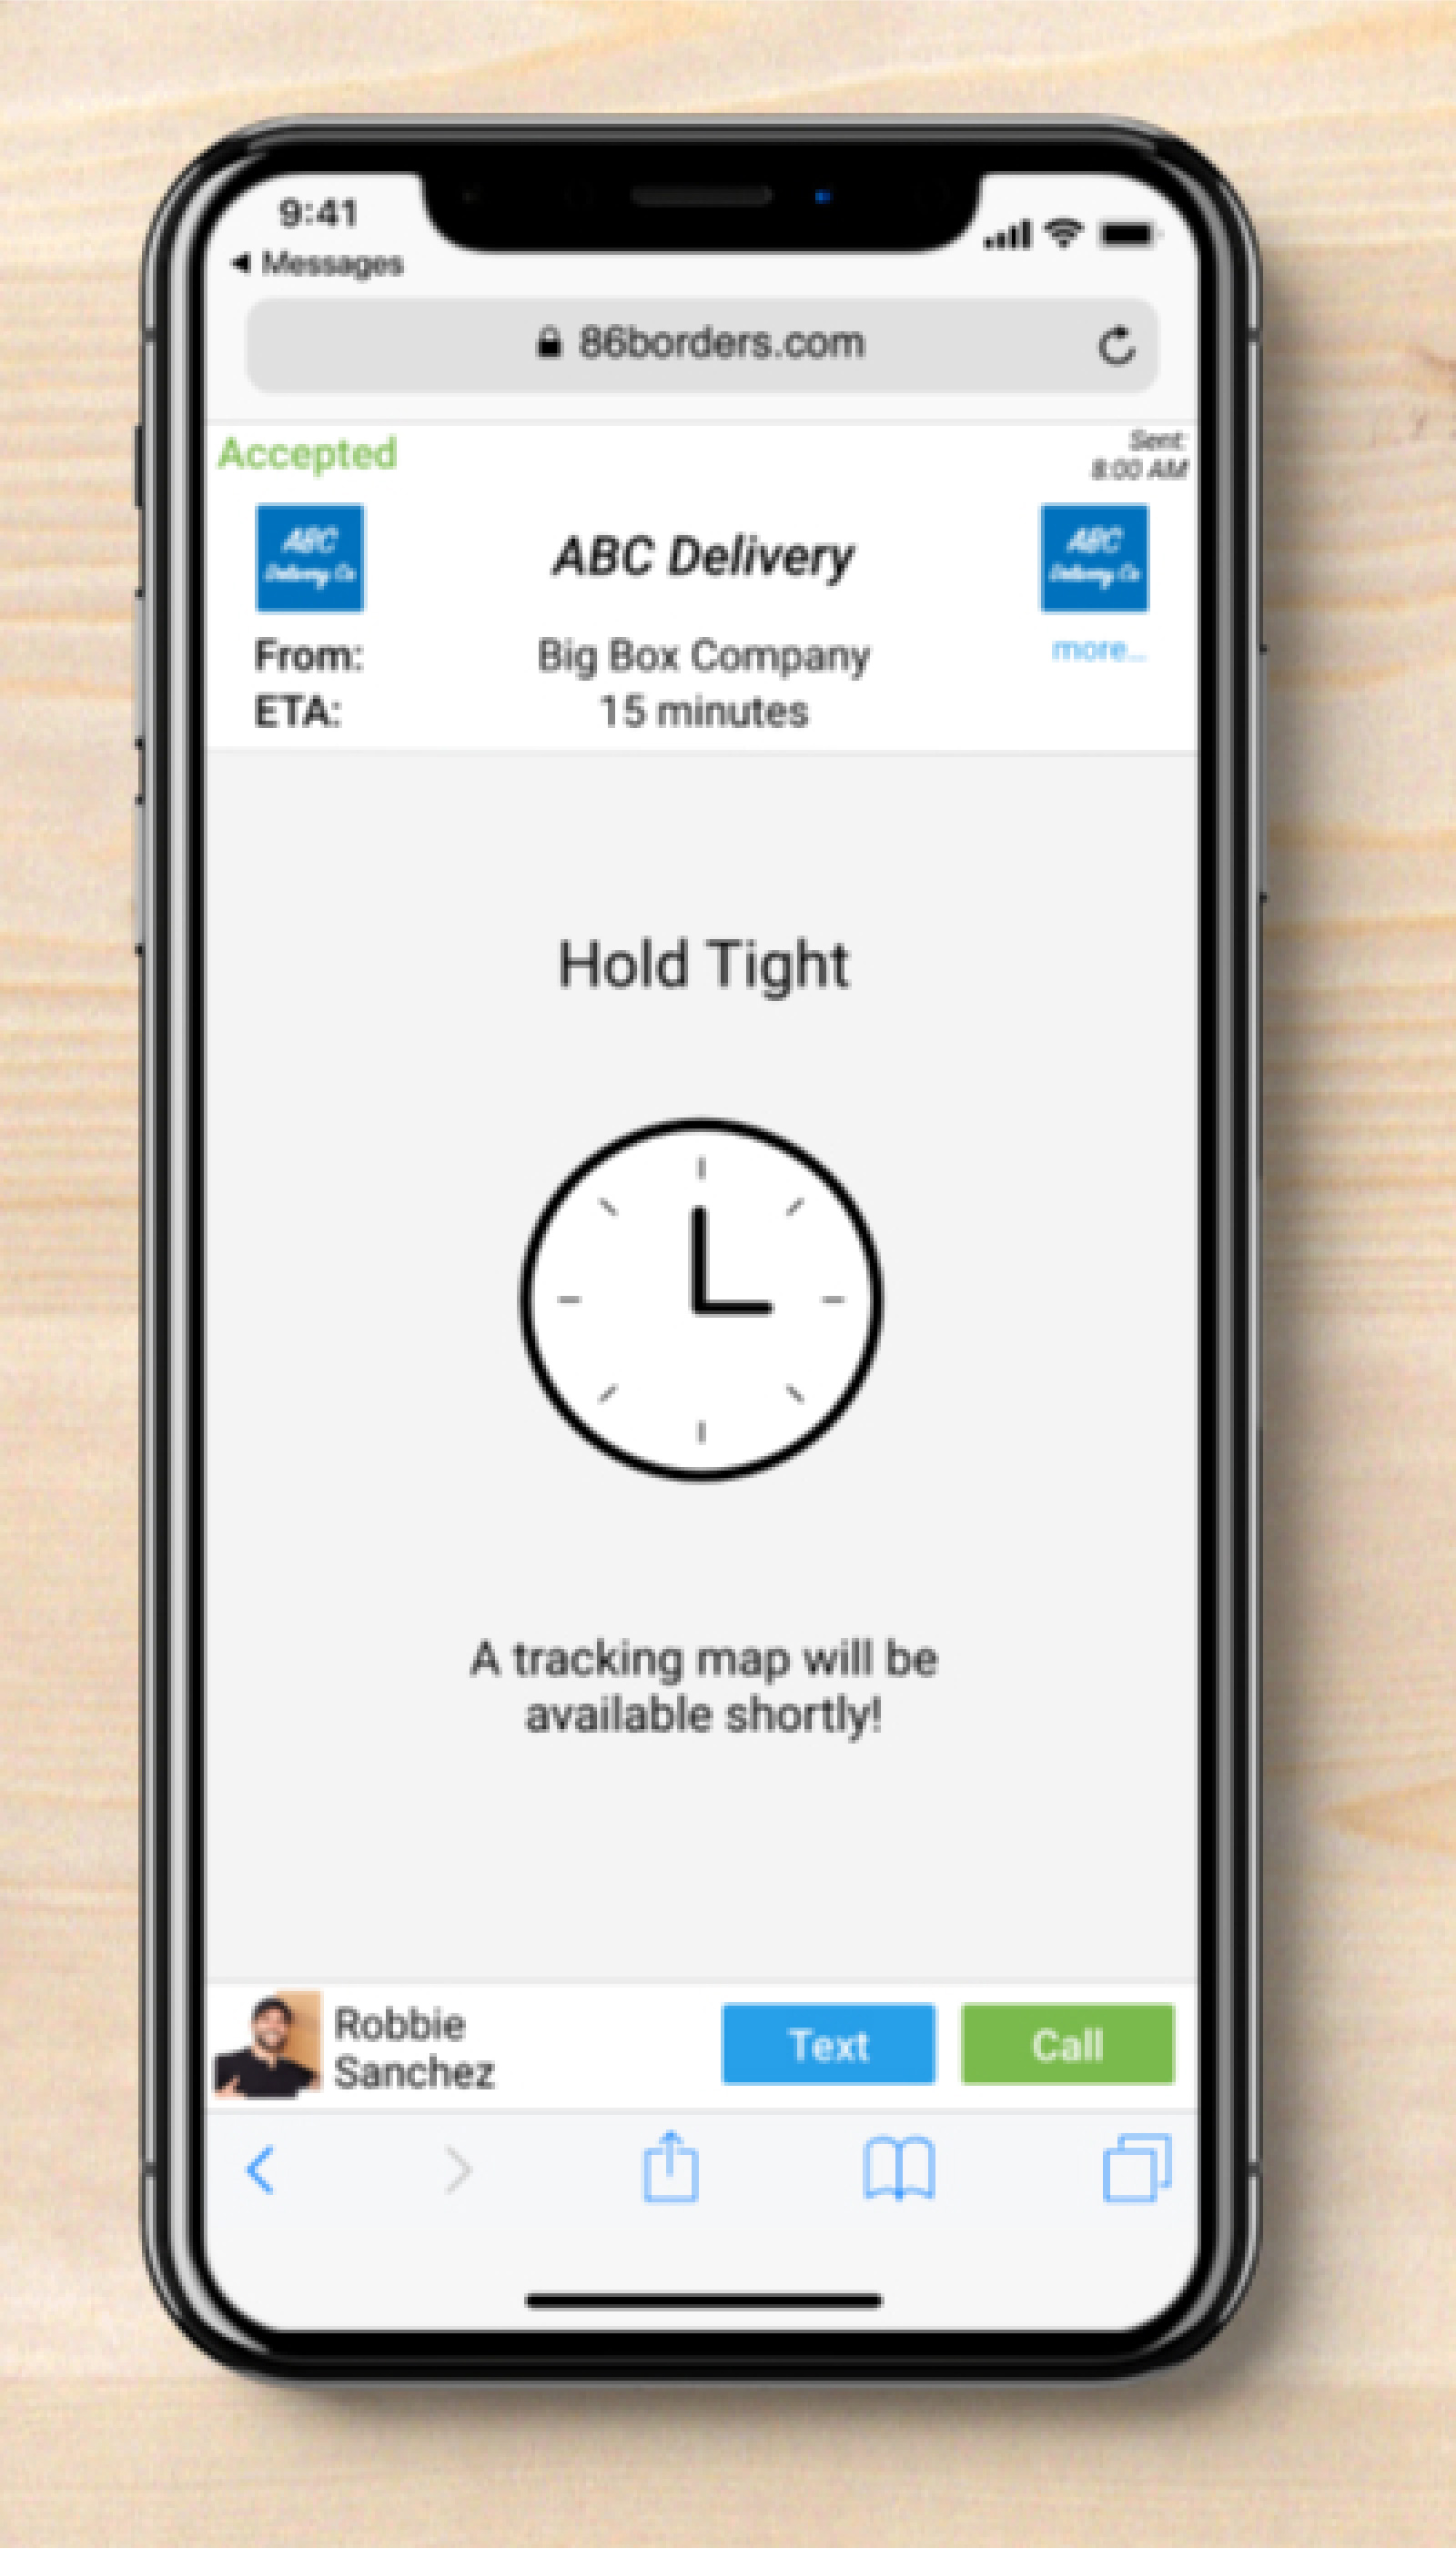 9:41
Messages
86borders.com
Accepted
Sent:
8:00 AM
ABC
Delivery Co
ABC Delivery
ABC
Delivery Co
From:
Big Box Company
more...
ETA:
15 minutes
Hold Tight
A tracking map will be
available shortly!
Robbie
Sanchez
Text
Call